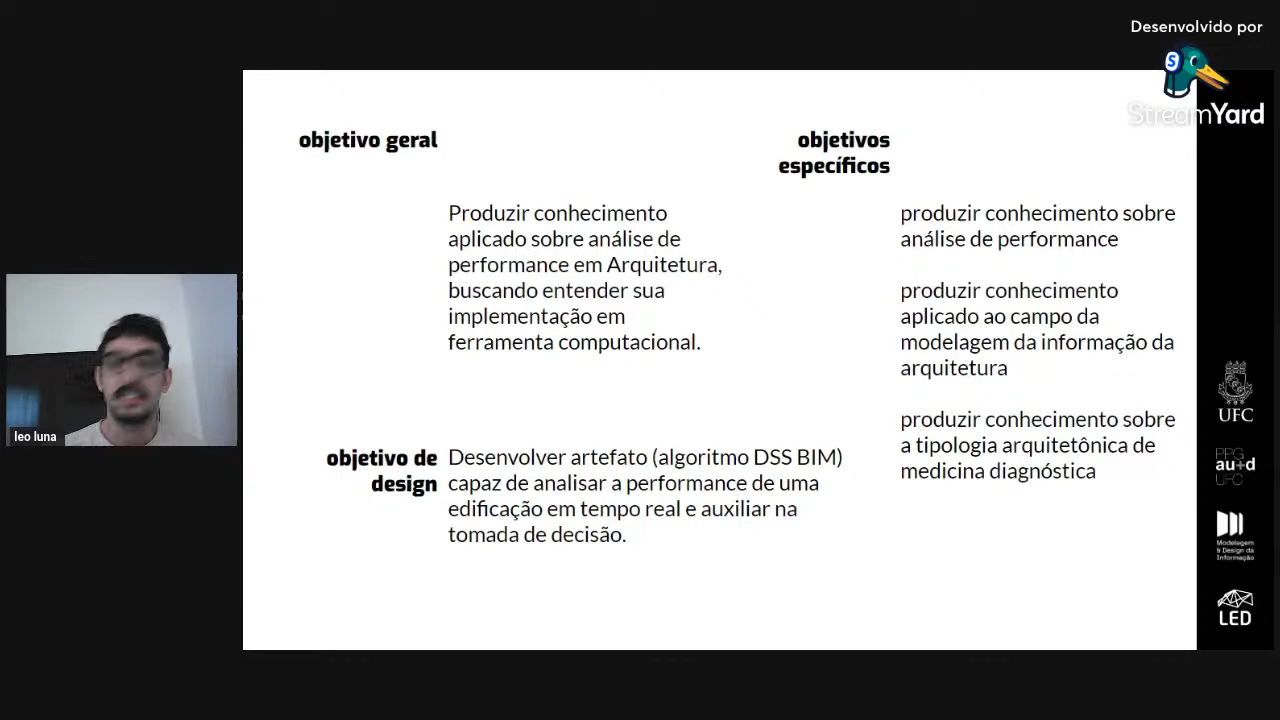 Desenvolvido por
StreamYard
objetivo geral
Produzir conhecimento
aplicado sobre análise de
performance em Arquitetura,
buscando entender sua
implementação em
ferramenta computacional.
objetivo de
design
Desenvolver artefato (algoritmo DSS BIM)
capaz de analisar a performance de uma
edificação em tempo real e auxiliar na
tomada de decisão.
objetivos
específicos
produzir conhecimento sobre
análise de performance
produzir conhecimento
aplicado ao campo da
modelagem da informação da
arquitetura
produzir conhecimento sobre
a tipologia arquitetônica de
medicina diagnóstica
leo luna
UFC
PPG
au+d
UFC
Modelagem
& Design da
Informação
LED